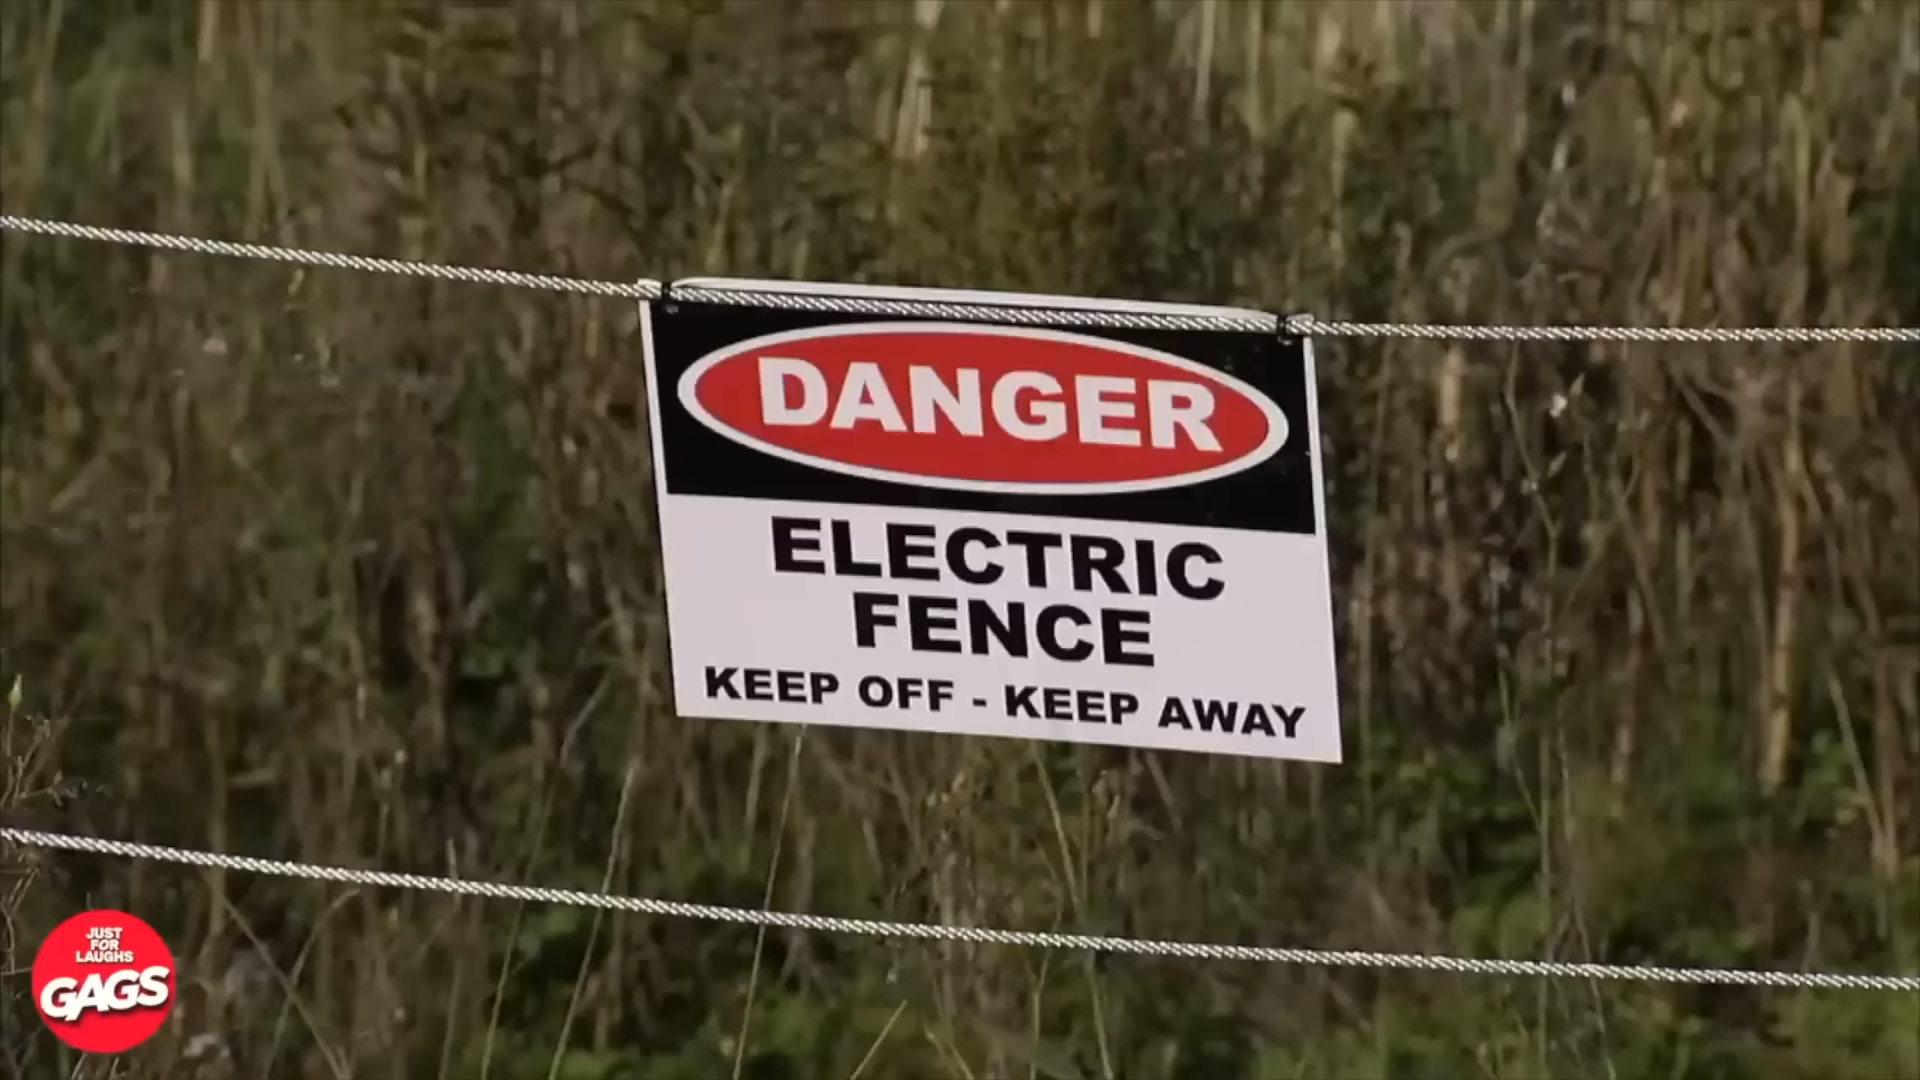 DANGER
ELECTRIC
FENCE
KEEP OFF - KEEP AWAY
JUST
FOR
LAUGHS
GAGS